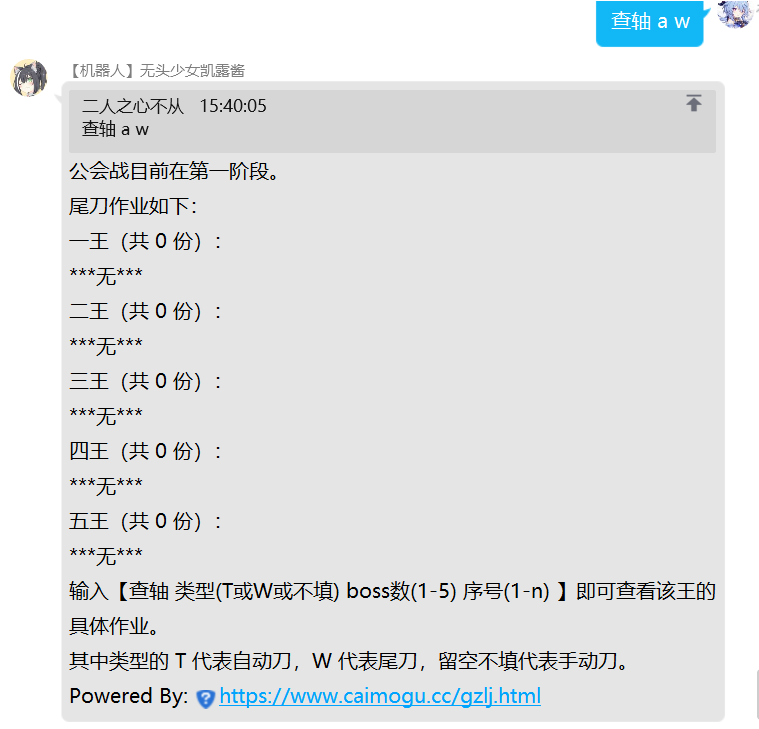 查轴 a w
【机器人】无头少女凯露酱
二人之心不从 15:40:05
查轴 a w
公会战目前在第一阶段。
尾刀作业如下：
一王（共 0 份）：
***无***
二王（共 0 份）：
***无***
三王（共 0 份）：
***无***
四王（共 0 份）：
***无***
五王（共 0 份）：
***无***
输入【查轴 类型(T或W或不填) boss数(1-5) 序号(1-n) 】即可查看该王的
具体作业。
其中类型的 T 代表自动刀，W 代表尾刀，留空不填代表手动刀。
Powered By: https://www.caimogu.cc/gzlj.html